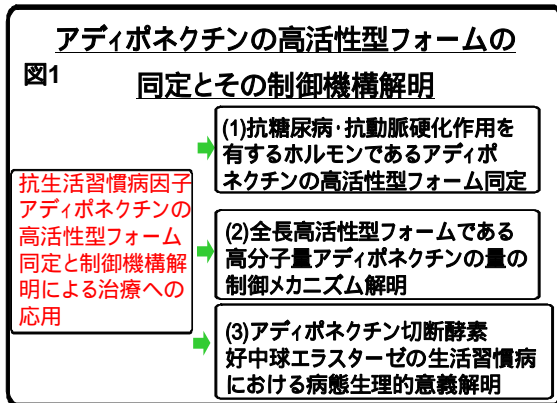 アディポネクチンの高活性型フォームの
図1
同定とその制御機構解明
(1)抗糖尿病・抗動脈硬化作用を
有するホルモンであるアディポ
ネクチンの高活性型フォーム同定
抗生活習慣病因子
アディポネクチンの
高活性型フォーム
同定と制御機構解
明による治療への
応用
(2)全長高活性型フォームである
高分子量アディポネクチンの量の
制御メカニズム解明
(3)アディポネクチン切断酵素
好中球エラスターゼの生活習慣病
における病態生理的意義解明